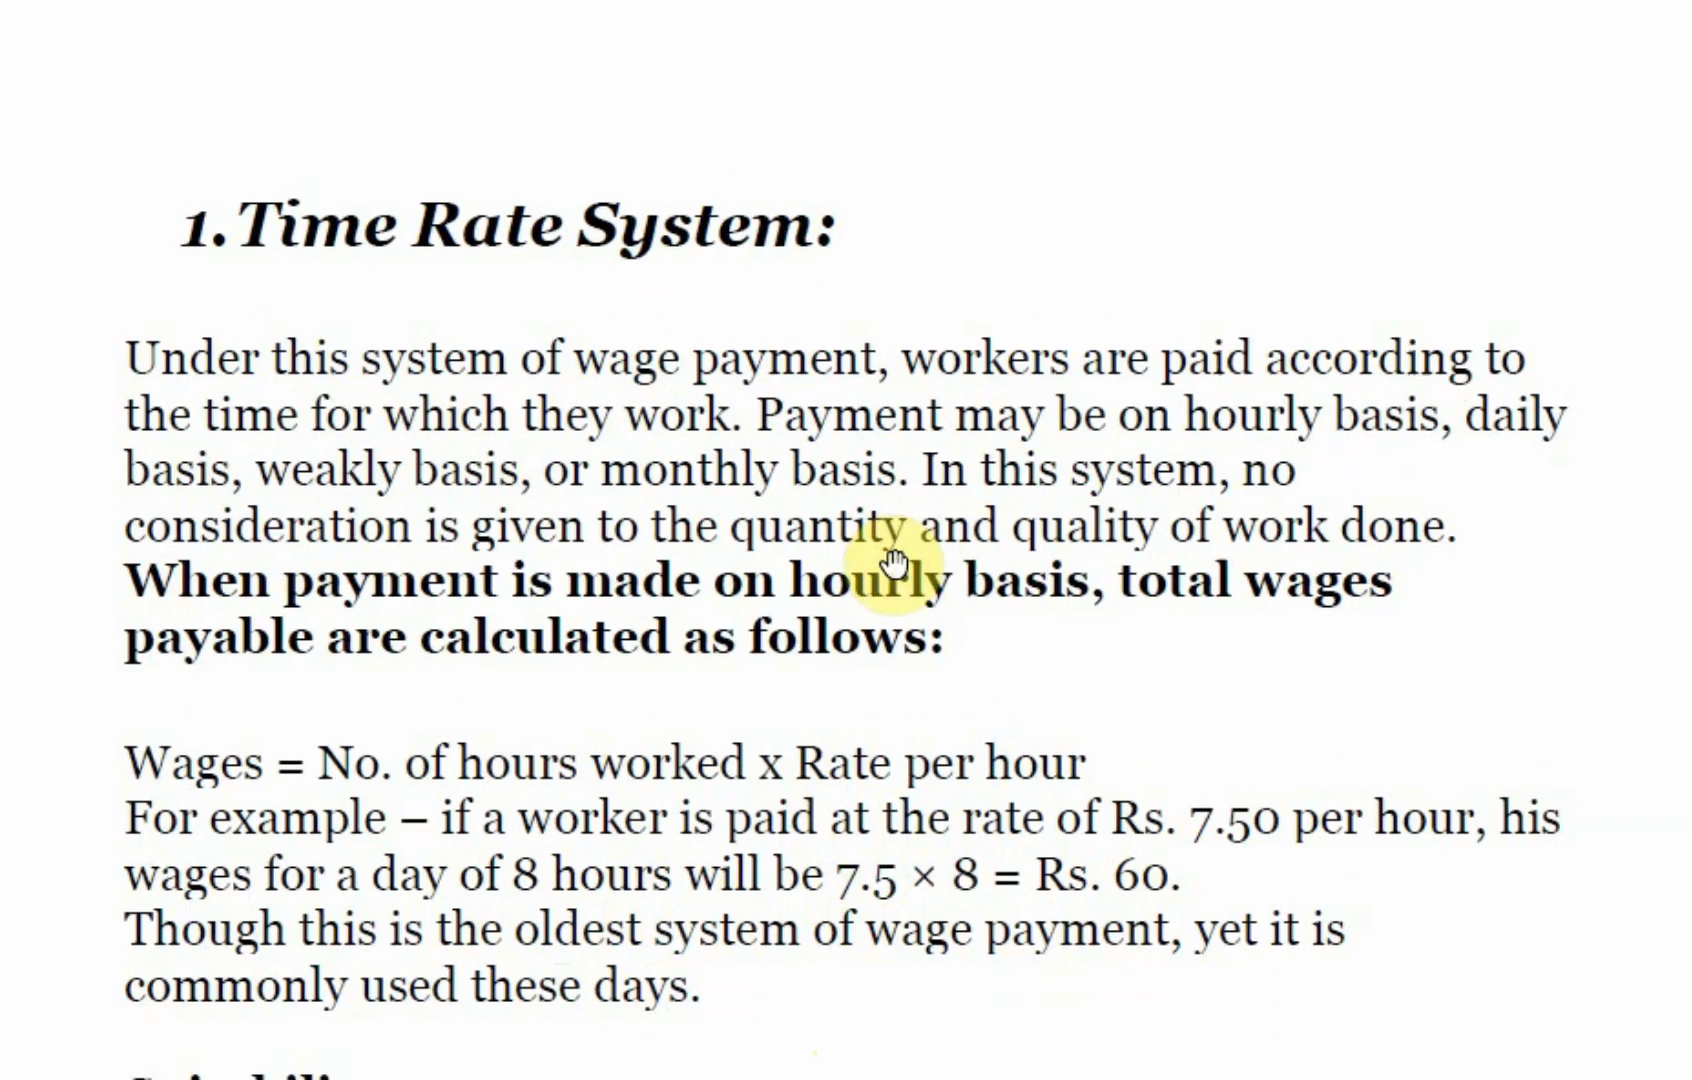 1. Time Rate System:
Under this system of wage payment, workers are paid according to
the time for which they work. Payment may be on hourly basis, daily
basis, weakly basis, or monthly basis. In this system, no
consideration is given to the quantity and quality of work done.
When payment is made on hourly basis, total wages
payable are calculated as follows:
Wages = No. of hours worked x Rate per hour
For example – if a worker is paid at the rate of Rs. 7.50 per hour, his
wages for a day of 8 hours will be 7.5 × 8 = Rs. 60.
Though this is the oldest system of wage payment, yet it is
commonly used these days.